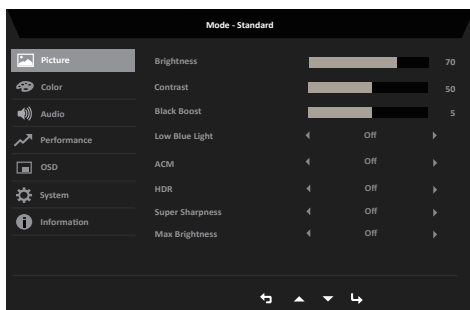 Mode - Standard
Picture
Color
Audio
Performance
OSD
System
Information
Brightness 70
Contrast 50
Black Boost 5
Low Blue Light Off
ACM Off
HDR Off
Super Sharpness Off
Max Brightness Off